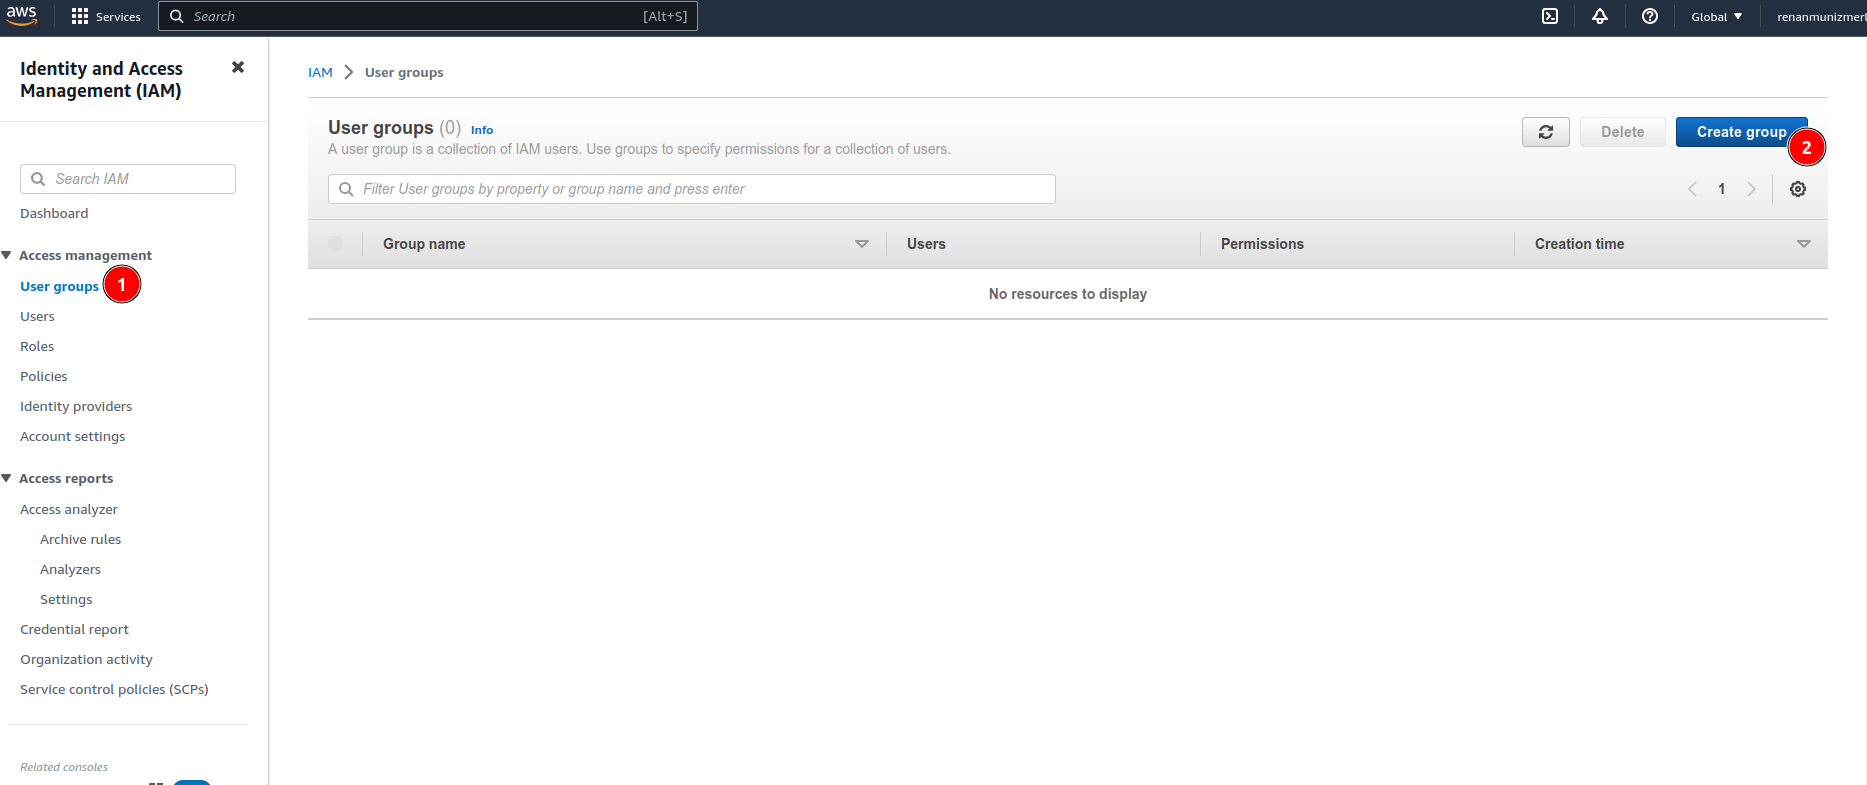 aws Services Search [Alt+S] Global renanmunizmerl
Identity and Access
Management (IAM)
Search IAM
Dashboard
Access management
User groups 1
Users
Roles
Policies
Identity providers
Account settings
Access reports
Access analyzer
Archive rules
Analyzers
Settings
Credential report
Organization activity
Service control policies (SCPs)
Related consoles
IAM User groups
User groups (0) Info
A user group is a collection of IAM users. Use groups to specify permissions for a collection of users.
Delete Create group 2
Filter User groups by property or group name and press enter
1
Group name Users Permissions Creation time
No resources to display